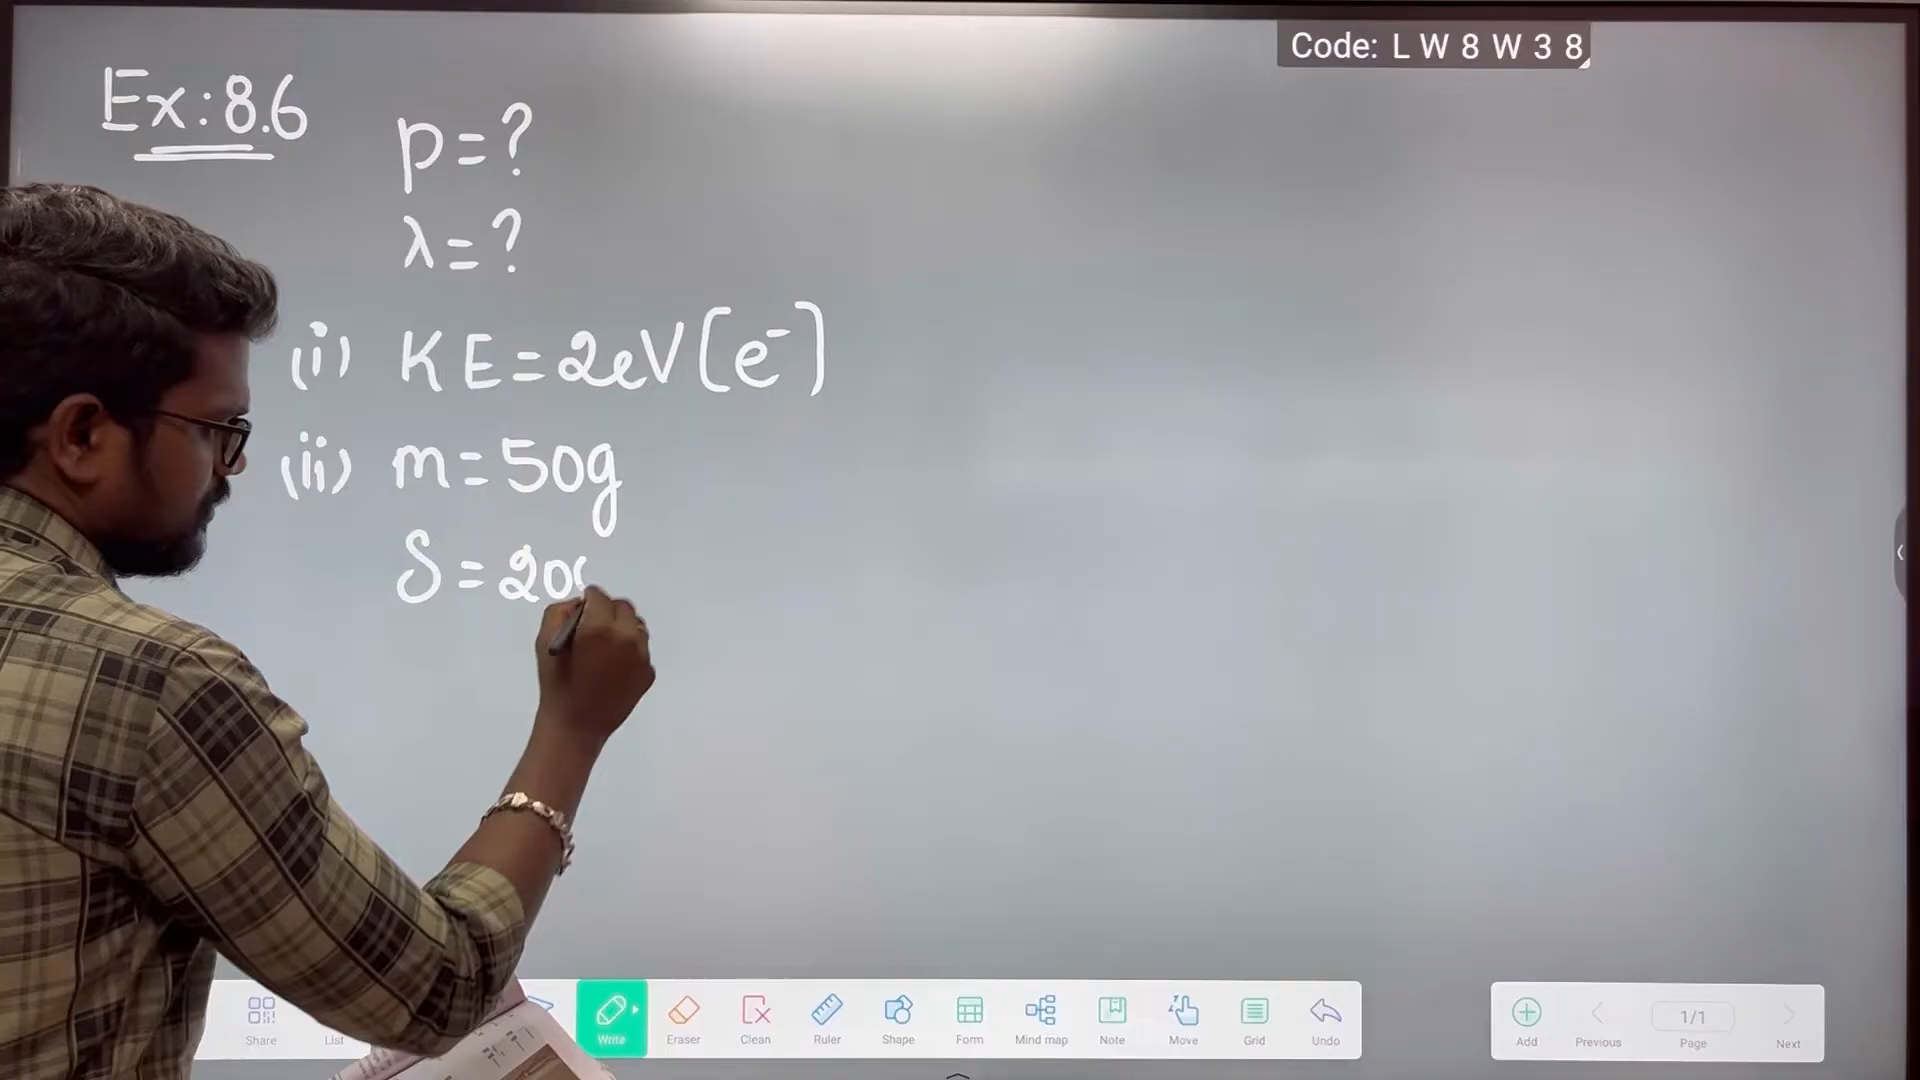 Code: L W 8 W 3 8
Ex: 8.6
p = ?
λ = ?
(i) KE = 2eV [e⁻]
(ii) m = 50g
S = 200
Share
List
Write
Eraser
Clean
Ruler
Shape
Form
Mind map
Note
Move
Grid
Undo
Add
Previous
1/1
Page
Next